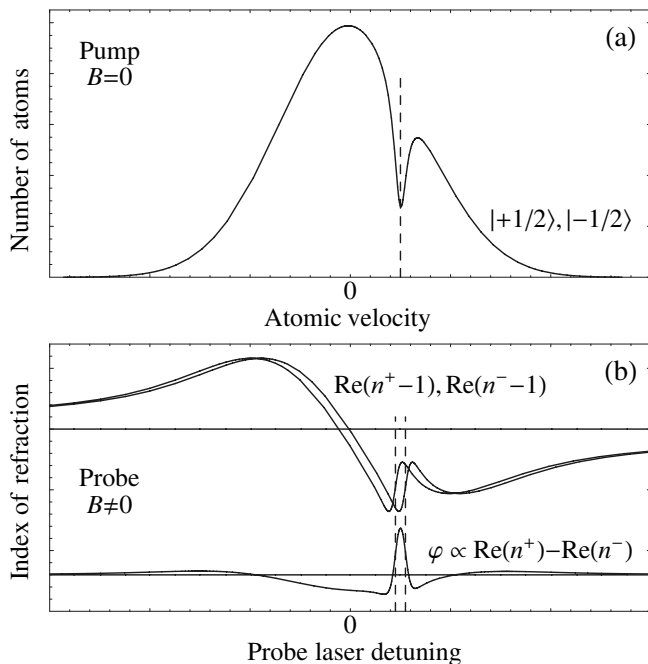 (a)
Pump
B=0
Number of atoms
|+1/2⟩, |−1/2⟩
0
Atomic velocity
(b)
Re(n⁺−1), Re(n⁻−1)
Index of refraction
Probe
B≠0
φ ∝ Re(n⁺)−Re(n⁻)
0
Probe laser detuning